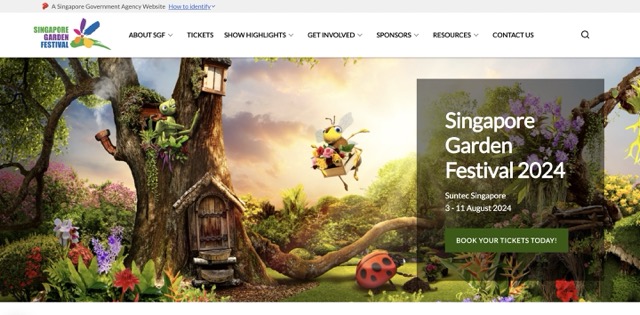 A Singapore Government Agency Website How to identify
SINGAPORE
GARDEN
FESTIVAL
ABOUT SGF
TICKETS
SHOW HIGHLIGHTS
GET INVOLVED
SPONSORS
RESOURCES
CONTACT US
Singapore
Garden
Festival 2024
Suntec Singapore
3 - 11 August 2024
BOOK YOUR TICKETS TODAY!